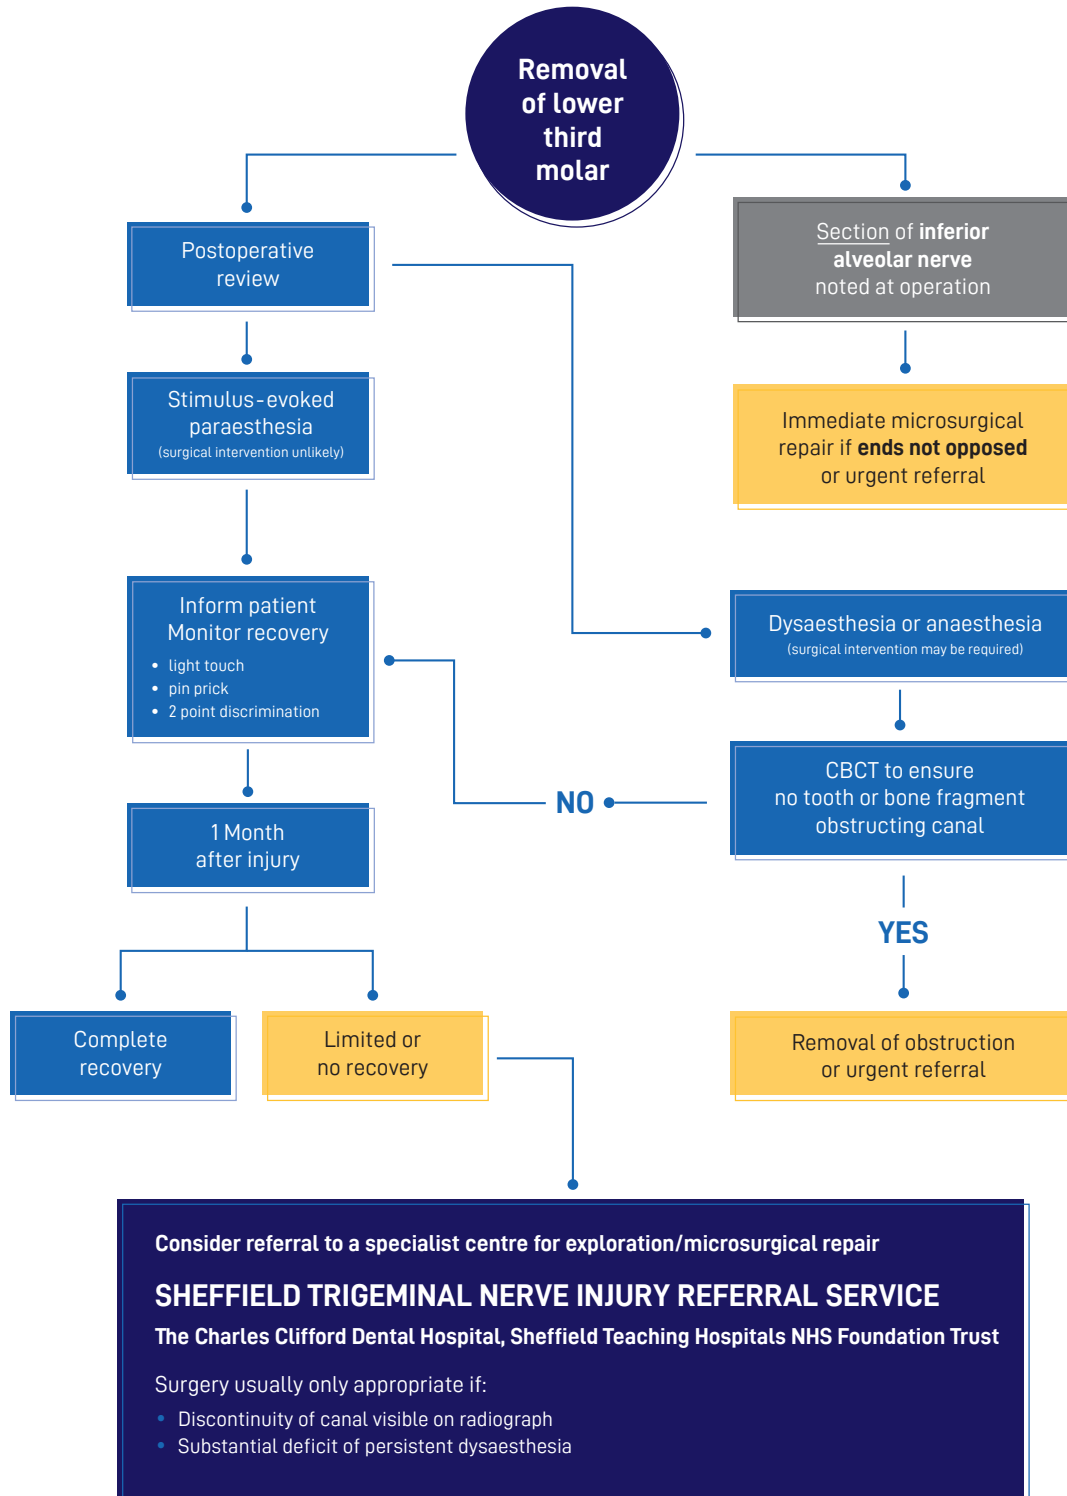 Removal
of lower
third
molar
Postoperative
review
Section of inferior
alveolar nerve
noted at operation
Stimulus-evoked
paraesthesia
(surgical intervention unlikely)
Immediate microsurgical
repair if ends not opposed
or urgent referral
Inform patient
Monitor recovery
• light touch
• pin prick
• 2 point discrimination
Dysaesthesia or anaesthesia
(surgical intervention may be required)
CBCT to ensure
no tooth or bone fragment
obstructing canal
NO
1 Month
after injury
YES
Complete
recovery
Limited or
no recovery
Removal of obstruction
or urgent referral
Consider referral to a specialist centre for exploration/microsurgical repair
SHEFFIELD TRIGEMINAL NERVE INJURY REFERRAL SERVICE
The Charles Clifford Dental Hospital, Sheffield Teaching Hospitals NHS Foundation Trust
Surgery usually only appropriate if:
• Discontinuity of canal visible on radiograph
• Substantial deficit of persistent dysaesthesia